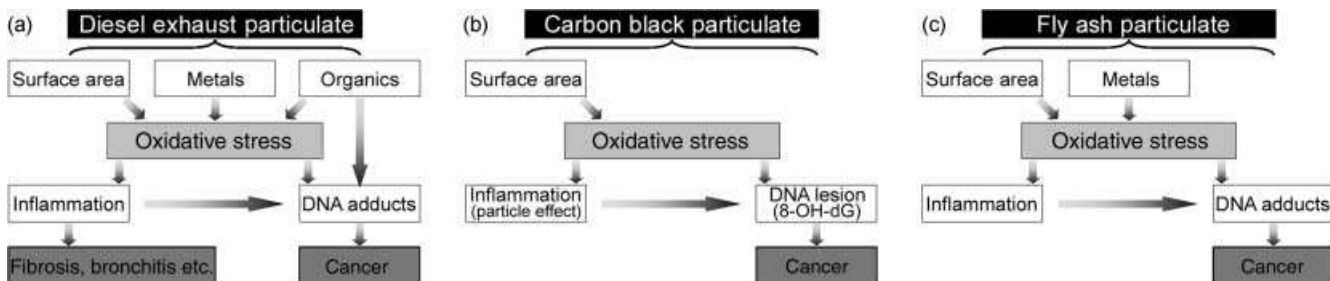 (a) Diesel exhaust particulate
Surface area
Metals
Organics
Oxidative stress
Inflammation
DNA adducts
Fibrosis, bronchitis etc.
Cancer
(b) Carbon black particulate
Surface area
Oxidative stress
Inflammation
(particle effect)
DNA lesion
(8-OH-dG)
Cancer
(c) Fly ash particulate
Surface area
Metals
Oxidative stress
Inflammation
DNA adducts
Cancer